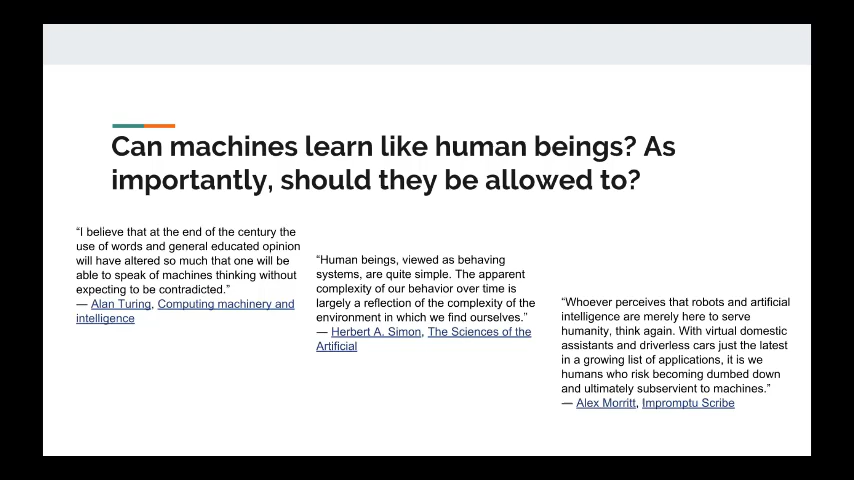 Can machines learn like human beings? As
importantly, should they be allowed to?
“I believe that at the end of the century the
use of words and general educated opinion
will have altered so much that one will be
able to speak of machines thinking without
expecting to be contradicted.”
― Alan Turing, Computing machinery and
intelligence
“Human beings, viewed as behaving
systems, are quite simple. The apparent
complexity of our behavior over time is
largely a reflection of the complexity of the
environment in which we find ourselves.”
― Herbert A. Simon, The Sciences of the
Artificial
“Whoever perceives that robots and artificial
intelligence are merely here to serve
humanity, think again. With virtual domestic
assistants and driverless cars just the latest
in a growing list of applications, it is we
humans who risk becoming dumbed down
and ultimately subservient to machines.”
― Alex Morritt, Impromptu Scribe